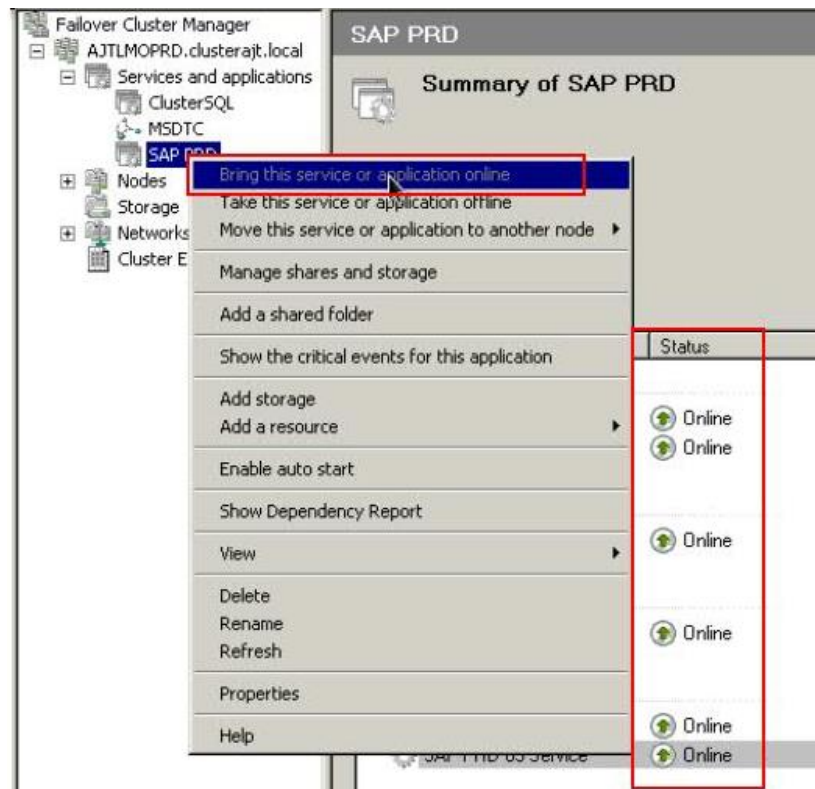 Failover Cluster Manager
AJTLMOPRD.clusterajt.local
Services and applications
ClusterSQL
MSDTC
SAP PRD
Nodes
Storage
Networks
Cluster E
SAP PRD
Summary of SAP PRD
Bring this service or application online
Take this service or application offline
Move this service or application to another node
Manage shares and storage
Add a shared folder
Show the critical events for this application
Add storage
Add a resource
Enable auto start
Show Dependency Report
View
Delete
Rename
Refresh
Properties
Help
Status
Online
Online
Online
Online
Online
SAP PRD 03 Service
Online